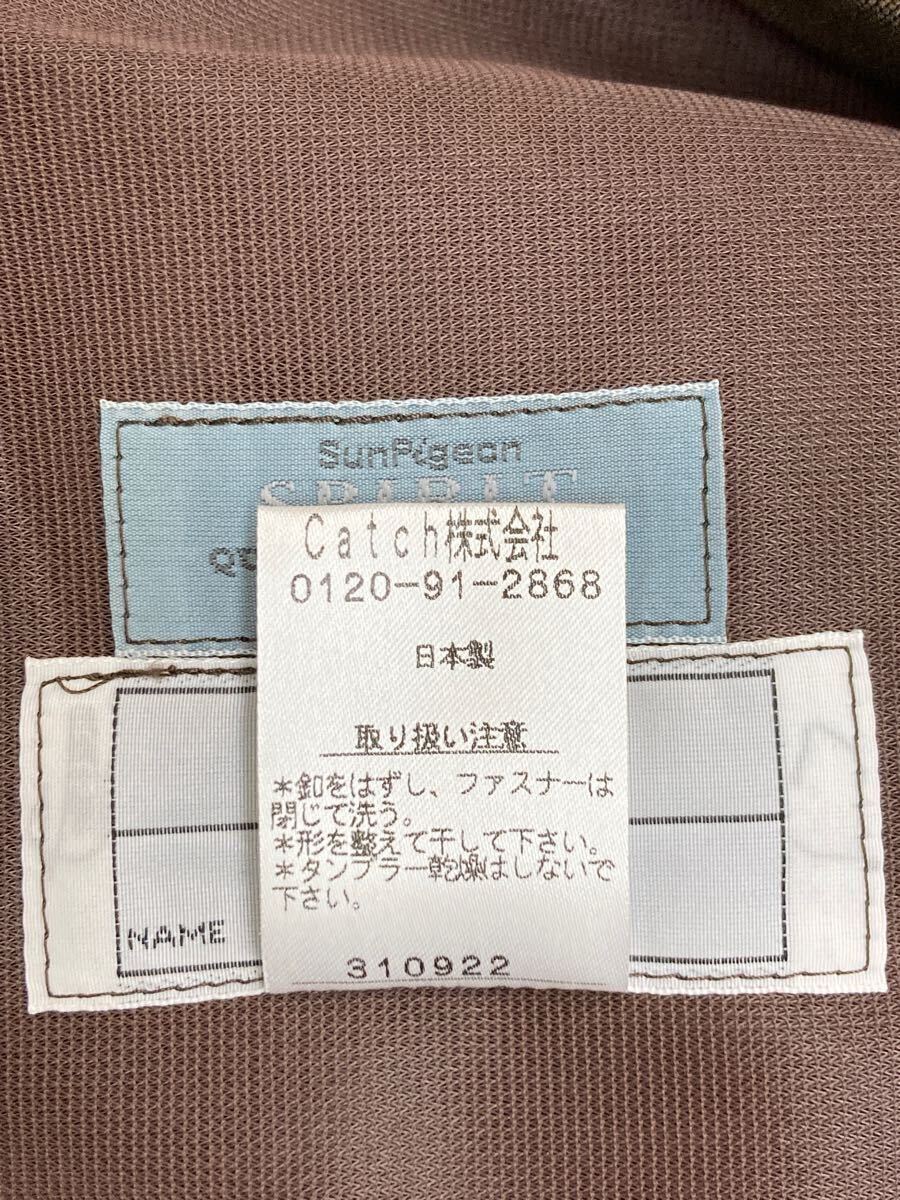 SunPigeon
SPIRIT
Catch株式会社
0120-91-2868
日本製
取り扱い注意
*釦をはずし、ファスナーは
閉じで洗う。
*形を整えて干して下さい。
*タンブラー乾燥はしないで
下さい。
NAME
310922